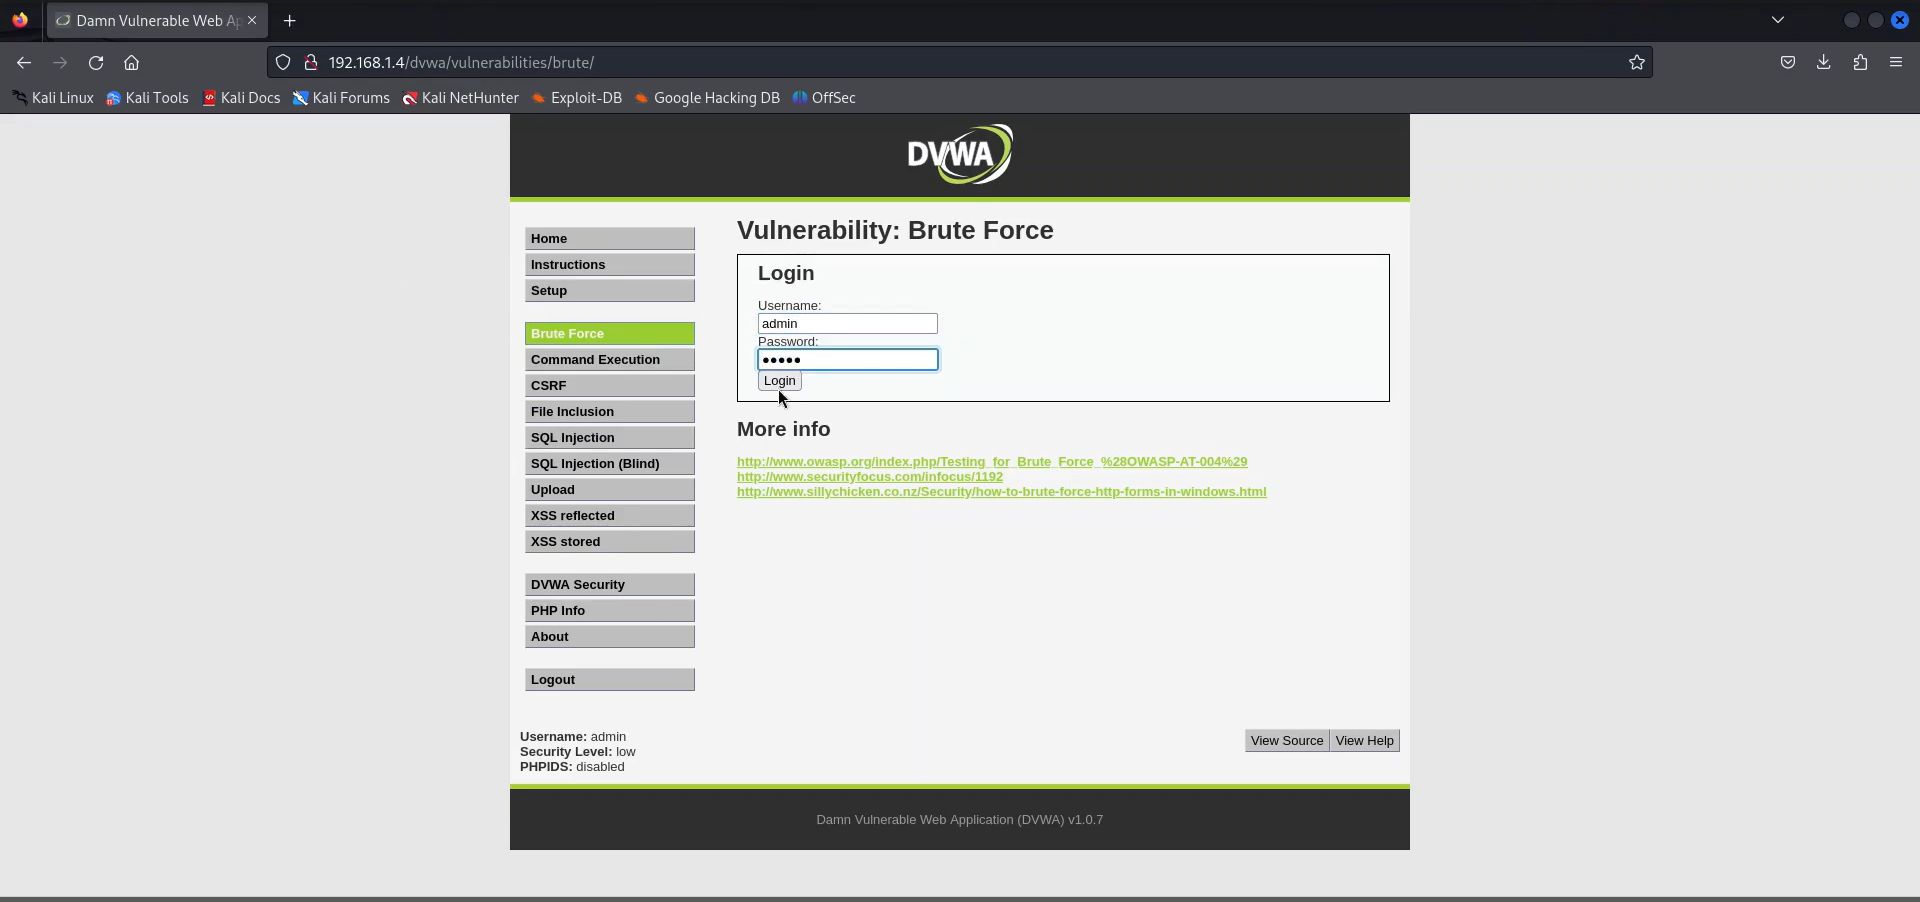 Damn Vulnerable Web Ap
192.168.1.4/dvwa/vulnerabilities/brute/
Kali Linux Kali Tools Kali Docs Kali Forums Kali NetHunter Exploit-DB Google Hacking DB OffSec
DVWA
Home
Instructions
Setup
Brute Force
Command Execution
CSRF
File Inclusion
SQL Injection
SQL Injection (Blind)
Upload
XSS reflected
XSS stored
DVWA Security
PHP Info
About
Logout
Vulnerability: Brute Force
Login
Username:
admin
Password:
●●●●●
Login
More info
http://www.owasp.org/index.php/Testing_for_Brute_Force_%28OWASP-AT-004%29
http://www.securityfocus.com/infocus/1192
http://www.sillychicken.co.nz/Security/how-to-brute-force-http-forms-in-windows.html
Username: admin
Security Level: low
PHPIDS: disabled
View Source View Help
Damn Vulnerable Web Application (DVWA) v1.0.7